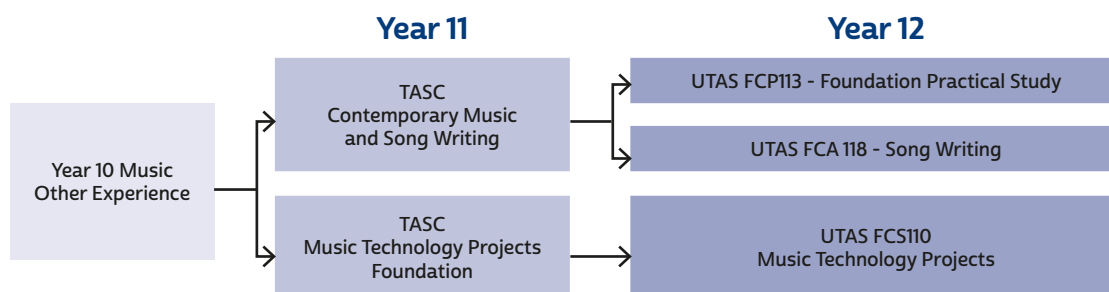 Year 11
Year 12
Year 10 Music
Other Experience
TASC
Contemporary Music
and Song Writing
TASC
Music Technology Projects
Foundation
UTAS FCP113 - Foundation Practical Study
UTAS FCA 118 - Song Writing
UTAS FCS110
Music Technology Projects